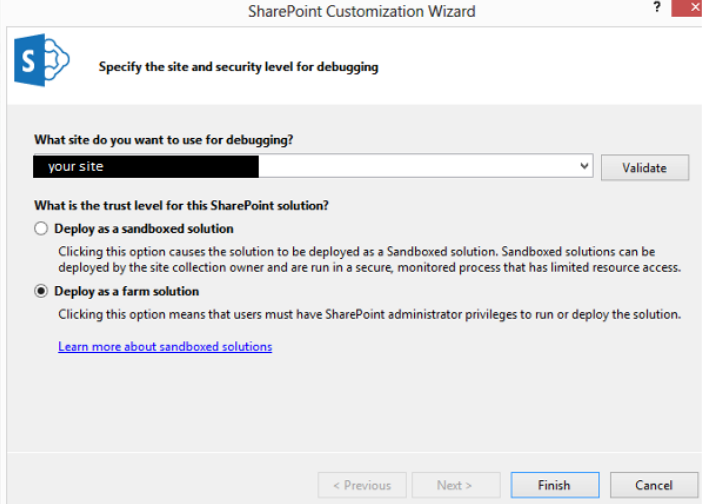 SharePoint Customization Wizard
?
S
Specify the site and security level for debugging
What site do you want to use for debugging?
your site
Validate
What is the trust level for this SharePoint solution?
Deploy as a sandboxed solution
Clicking this option causes the solution to be deployed as a Sandboxed solution. Sandboxed solutions can be
deployed by the site collection owner and are run in a secure, monitored process that has limited resource access.
Deploy as a farm solution
Clicking this option means that users must have SharePoint administrator privileges to run or deploy the solution.
Learn more about sandboxed solutions
< Previous
Next >
Finish
Cancel